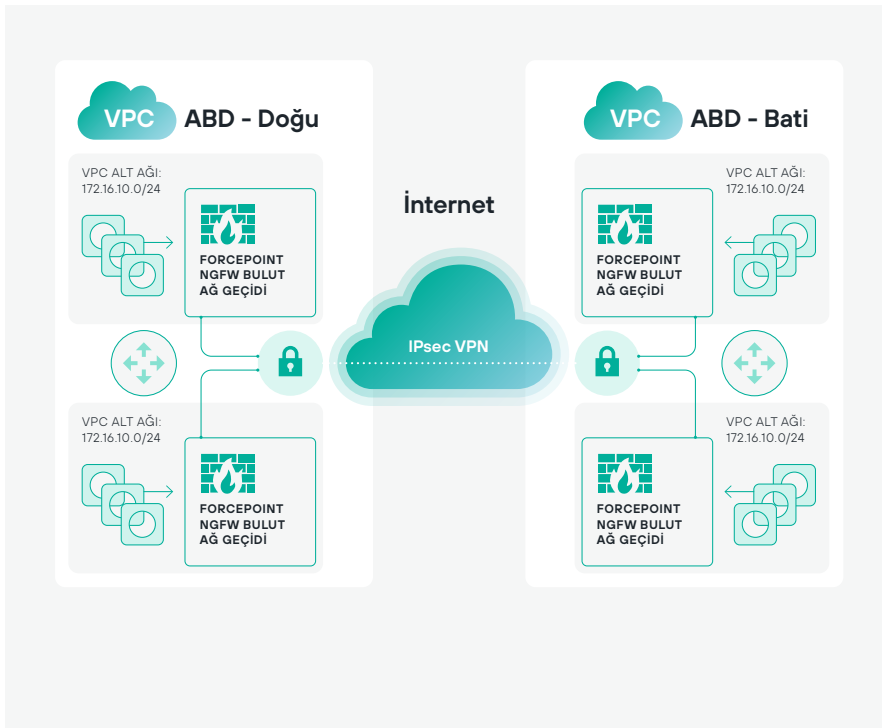 VPC ABD - Doğu
VPC ALT AĞI:
172.16.10.0/24
FORCEPOINT
NGFW BULUT
AĞ GEÇİDİ
VPC ALT AĞI:
172.16.10.0/24
FORCEPOINT
NGFW BULUT
AĞ GEÇİDİ
İnternet
IPsec VPN
VPC ABD - Bati
VPC ALT AĞI:
172.16.10.0/24
FORCEPOINT
NGFW BULUT
AĞ GEÇİDİ
VPC ALT AĞI:
172.16.10.0/24
FORCEPOINT
NGFW BULUT
AĞ GEÇİDİ